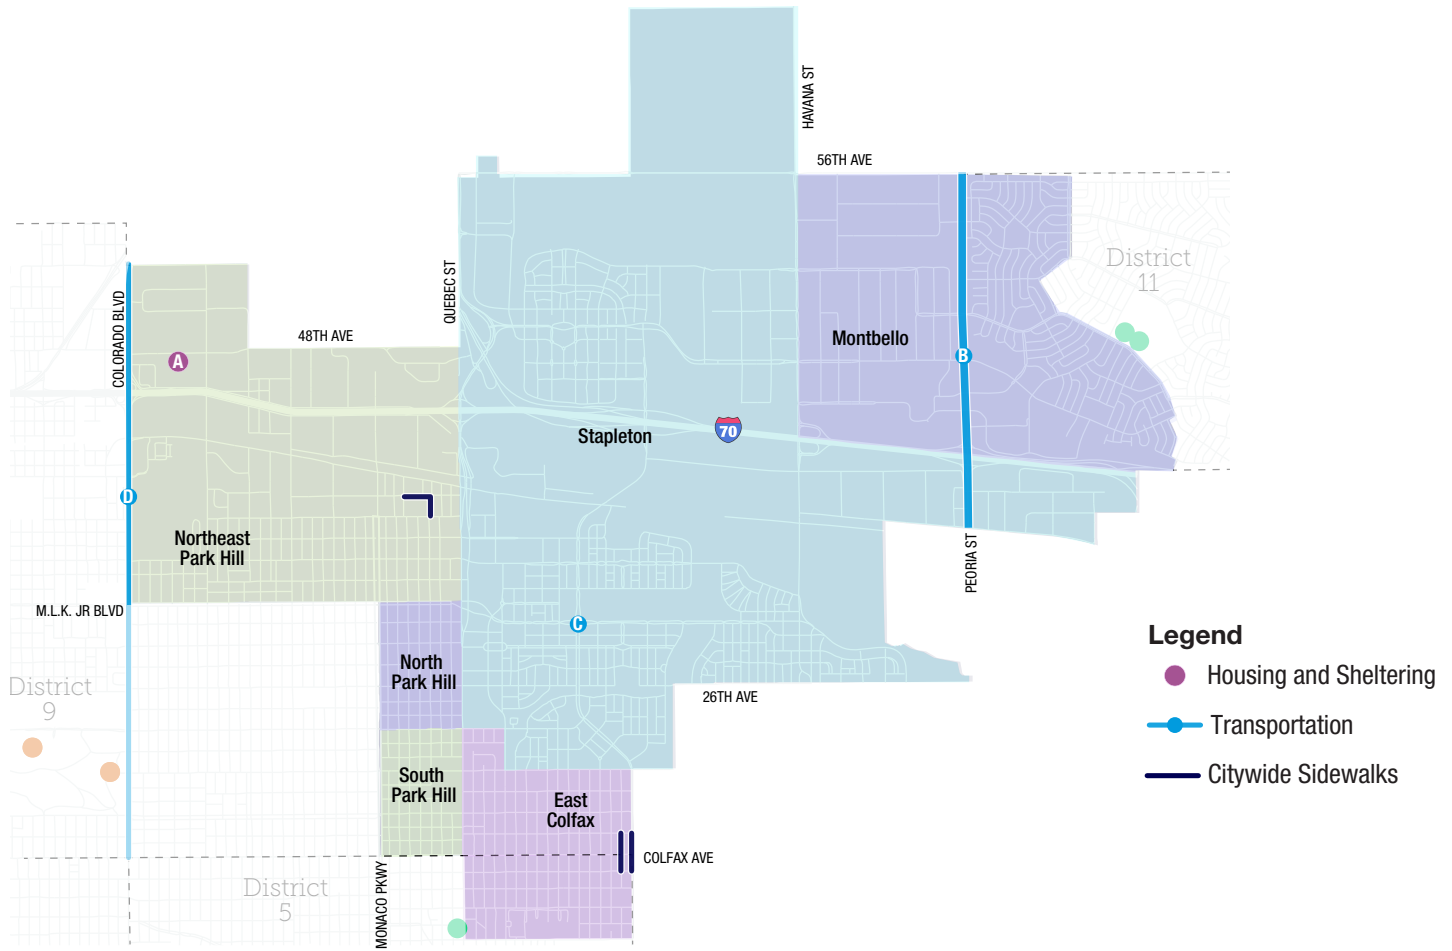 HAVANA ST
56TH AVE
District
11
QUEBEC ST
COLORADO BLVD
48TH AVE
Montbello
A
B
70
Stapleton
D
Northeast
Park Hill
PEORIA ST
M.L.K. JR BLVD
C
North
Park Hill
26TH AVE
District
9
South
Park Hill
East
Colfax
COLFAX AVE
District
5
MONACO PKWY
Legend
Housing and Sheltering
Transportation
Citywide Sidewalks